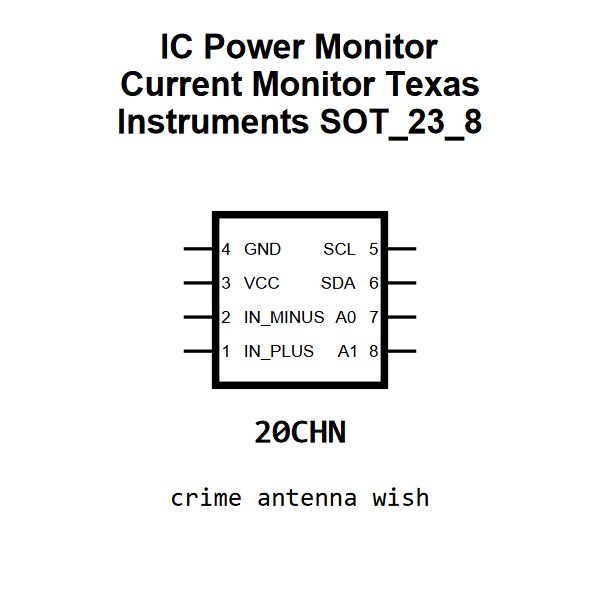 IC Power Monitor
Current Monitor Texas
Instruments SOT_23_8
4 GND SCL 5
3 VCC SDA 6
2 IN_MINUS A0 7
1 IN_PLUS A1 8
20CHN
crime antenna wish